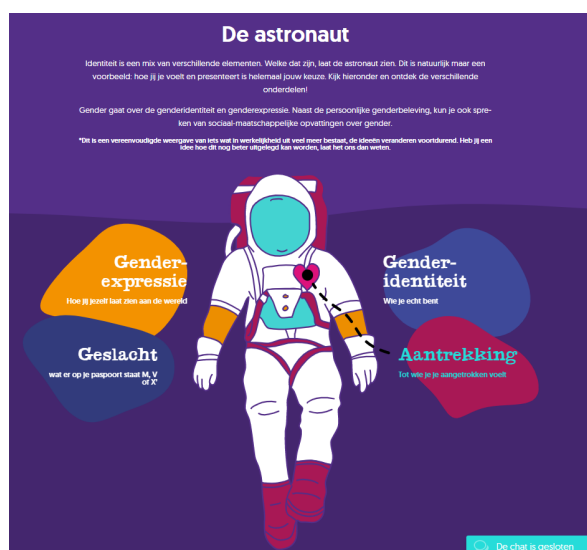 De astronaut
Identiteit is een mix van verschillende elementen. Welke dat zijn, laat de astronaut zien. Dit is natuurlijk maar een
voorbeeld: hoe jij je voelt en presenteert is helemaal jouw keuze. Kijk hieronder en ontdek de verschillende
onderdelen!
Gender gaat over de genderidentiteit en genderexpressie. Naast de persoonlijke genderbeleving, kun je ook spre-
ken van sociaal-maatschappelijke opvattingen over gender.
*Dit is een vereenvoudigde weergave van iets wat in werkelijkheid uit veel meer bestaat, de ideeën veranderen voortdurend. Heb jij een
idee hoe dit nog beter uitgelegd kan worden, laat het ons dan weten.
Gender-
expressie
Hoe jij jezelf laat zien aan de wereld
Gender-
identiteit
Wie je echt bent
Geslacht
wat er op je paspoort staat M, V
of X'
Aantrekking
Tot wie je je aangetrokken voelt
De chat is gesloten